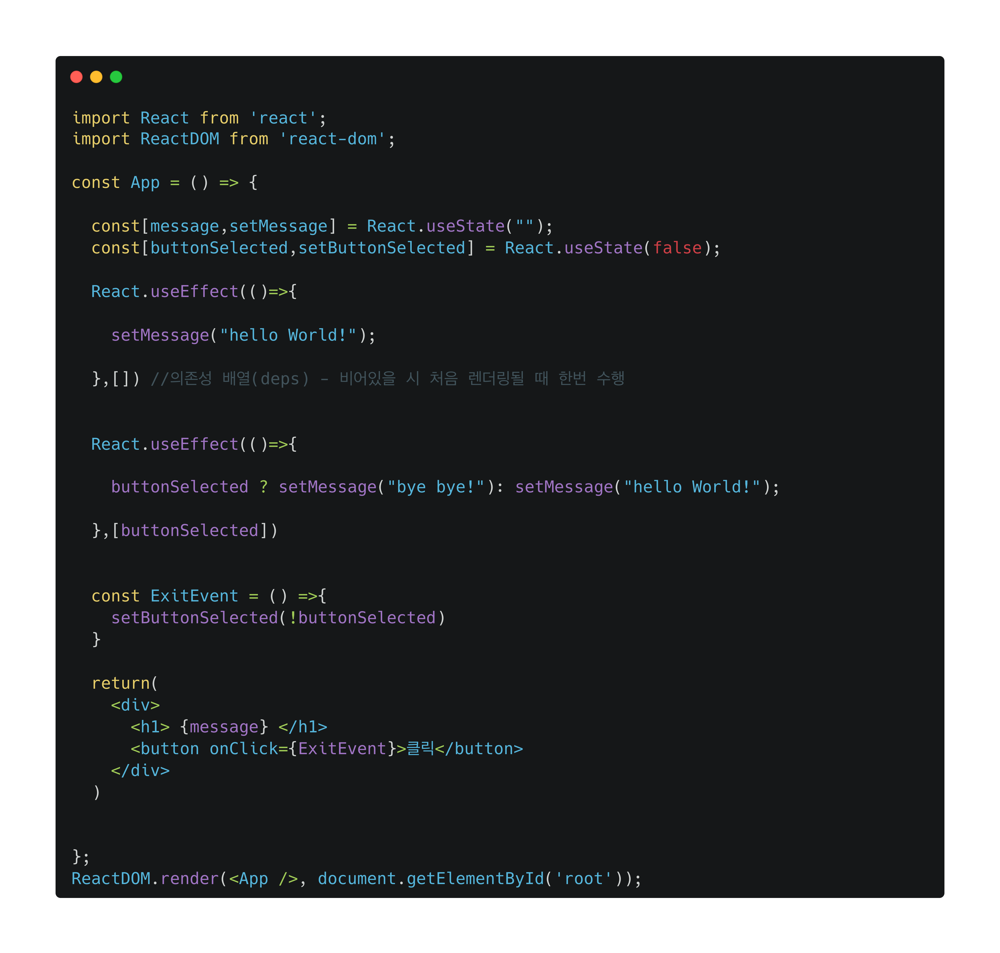 import React from 'react';
import ReactDOM from 'react-dom';
const App = () => {
const[message,setMessage] = React.useState("");
const[buttonSelected,setButtonSelected] = React.useState(false);
React.useEffect(()=>{
setMessage("hello World!");
},[]) //의존성 배열(deps) - 비어있을 시 처음 렌더링될 때 한번 수행
React.useEffect(()=>{
buttonSelected ? setMessage("bye bye!"): setMessage("hello World!");
},[buttonSelected])
const ExitEvent = () =>{
setButtonSelected(!buttonSelected)
}
return(
<div>
<h1> {message} </h1>
<button onClick={ExitEvent}>클릭</button>
</div>
)
};
ReactDOM.render(<App />, document.getElementById('root'));